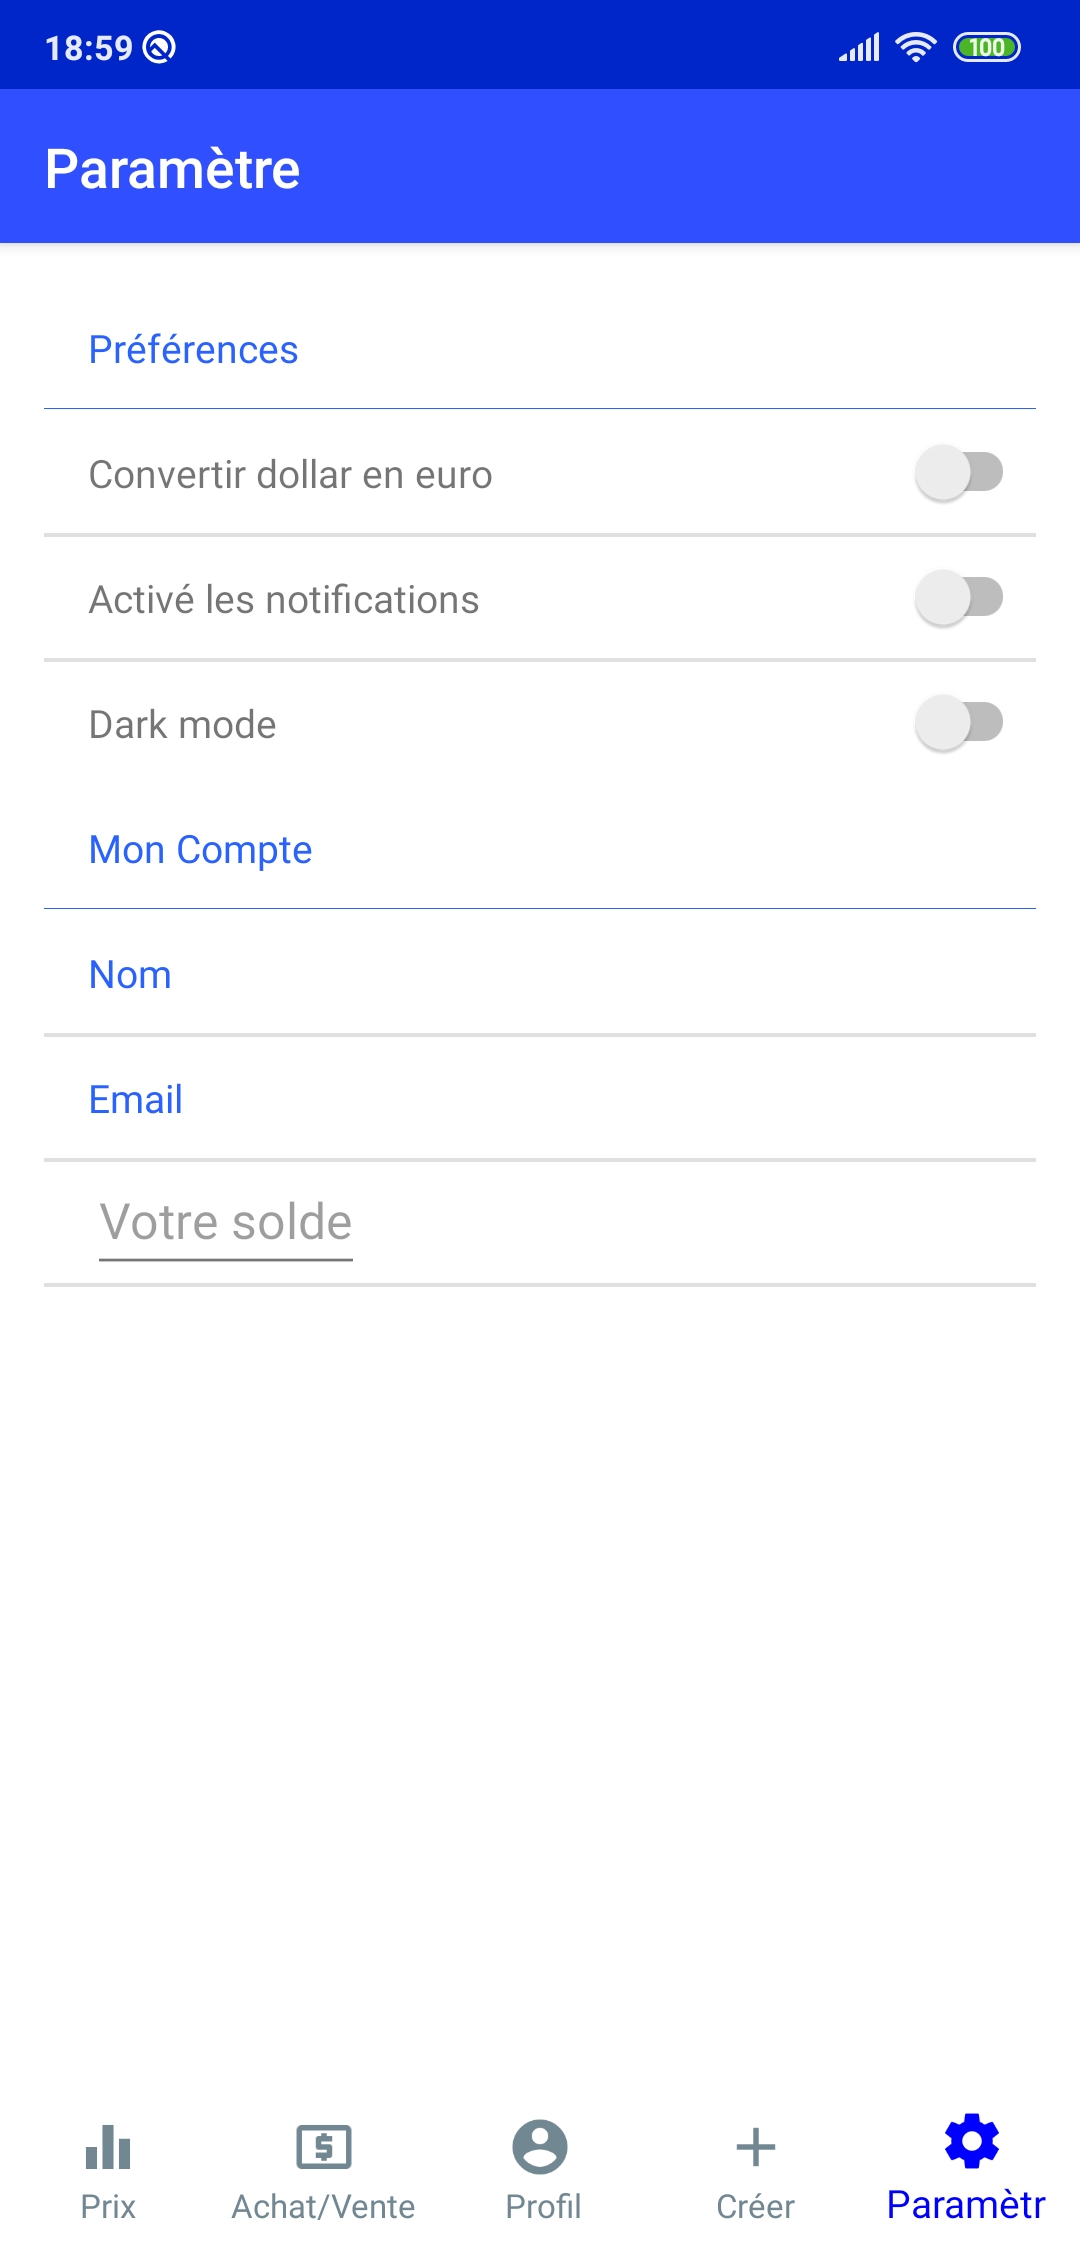 18:59
100
Paramètre
Préférences
Convertir dollar en euro
Activé les notifications
Dark mode
Mon Compte
Nom
Email
Votre solde
Prix
Achat/Vente
Profil
Créer
Paramètr